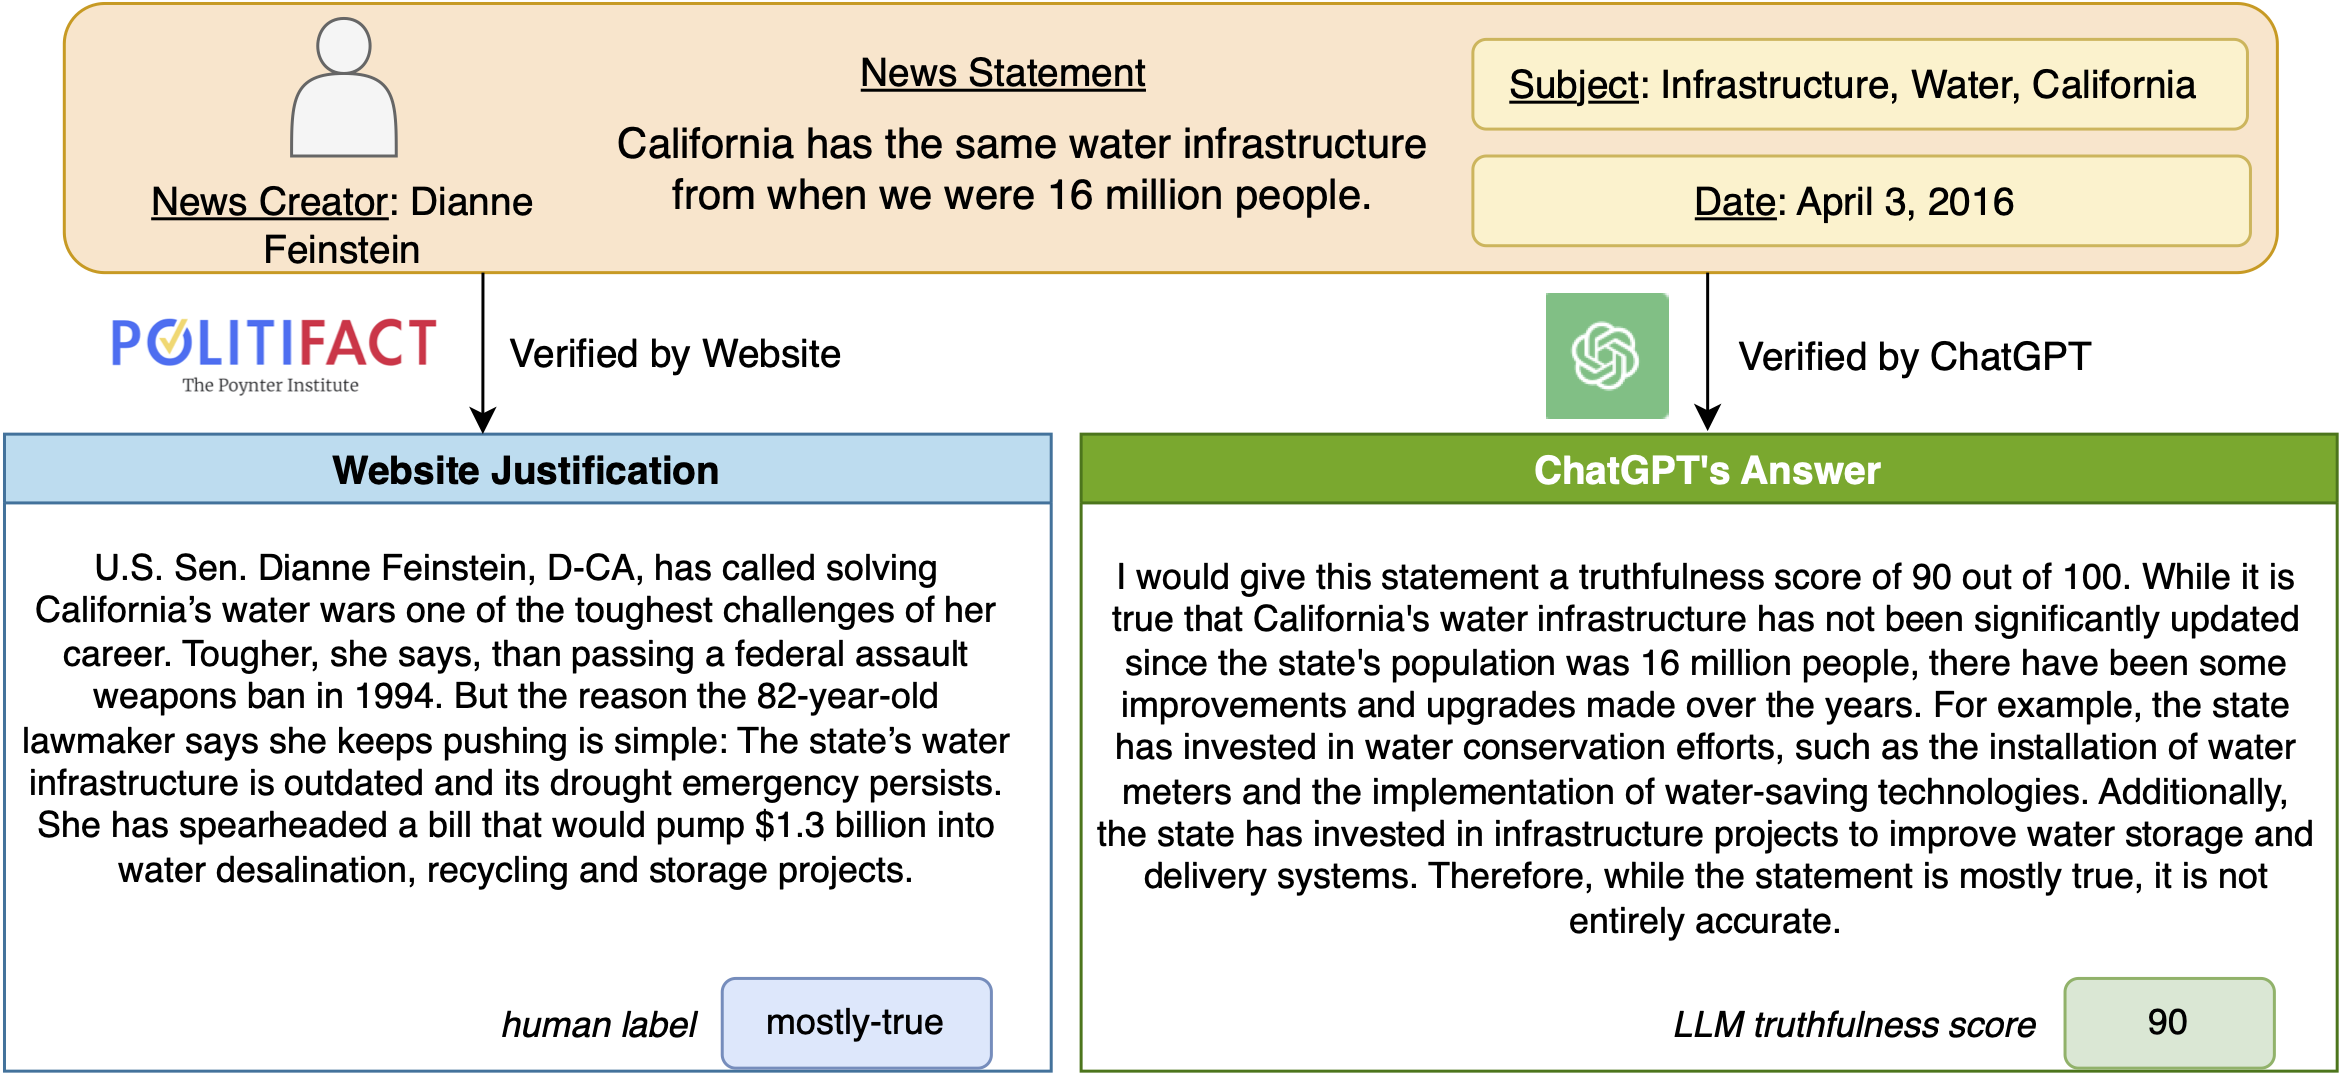 News Creator: Dianne
Feinstein
News Statement
California has the same water infrastructure
from when we were 16 million people.
Subject: Infrastructure, Water, California
Date: April 3, 2016
POLITIFACT
The Poynter Institute
Verified by Website
Verified by ChatGPT
Website Justification
U.S. Sen. Dianne Feinstein, D-CA, has called solving
California’s water wars one of the toughest challenges of her
career. Tougher, she says, than passing a federal assault
weapons ban in 1994. But the reason the 82-year-old
lawmaker says she keeps pushing is simple: The state’s water
infrastructure is outdated and its drought emergency persists.
She has spearheaded a bill that would pump $1.3 billion into
water desalination, recycling and storage projects.
human label
mostly-true
ChatGPT's Answer
I would give this statement a truthfulness score of 90 out of 100. While it is
true that California's water infrastructure has not been significantly updated
since the state's population was 16 million people, there have been some
improvements and upgrades made over the years. For example, the state
has invested in water conservation efforts, such as the installation of water
meters and the implementation of water-saving technologies. Additionally,
the state has invested in infrastructure projects to improve water storage and
delivery systems. Therefore, while the statement is mostly true, it is not
entirely accurate.
LLM truthfulness score
90